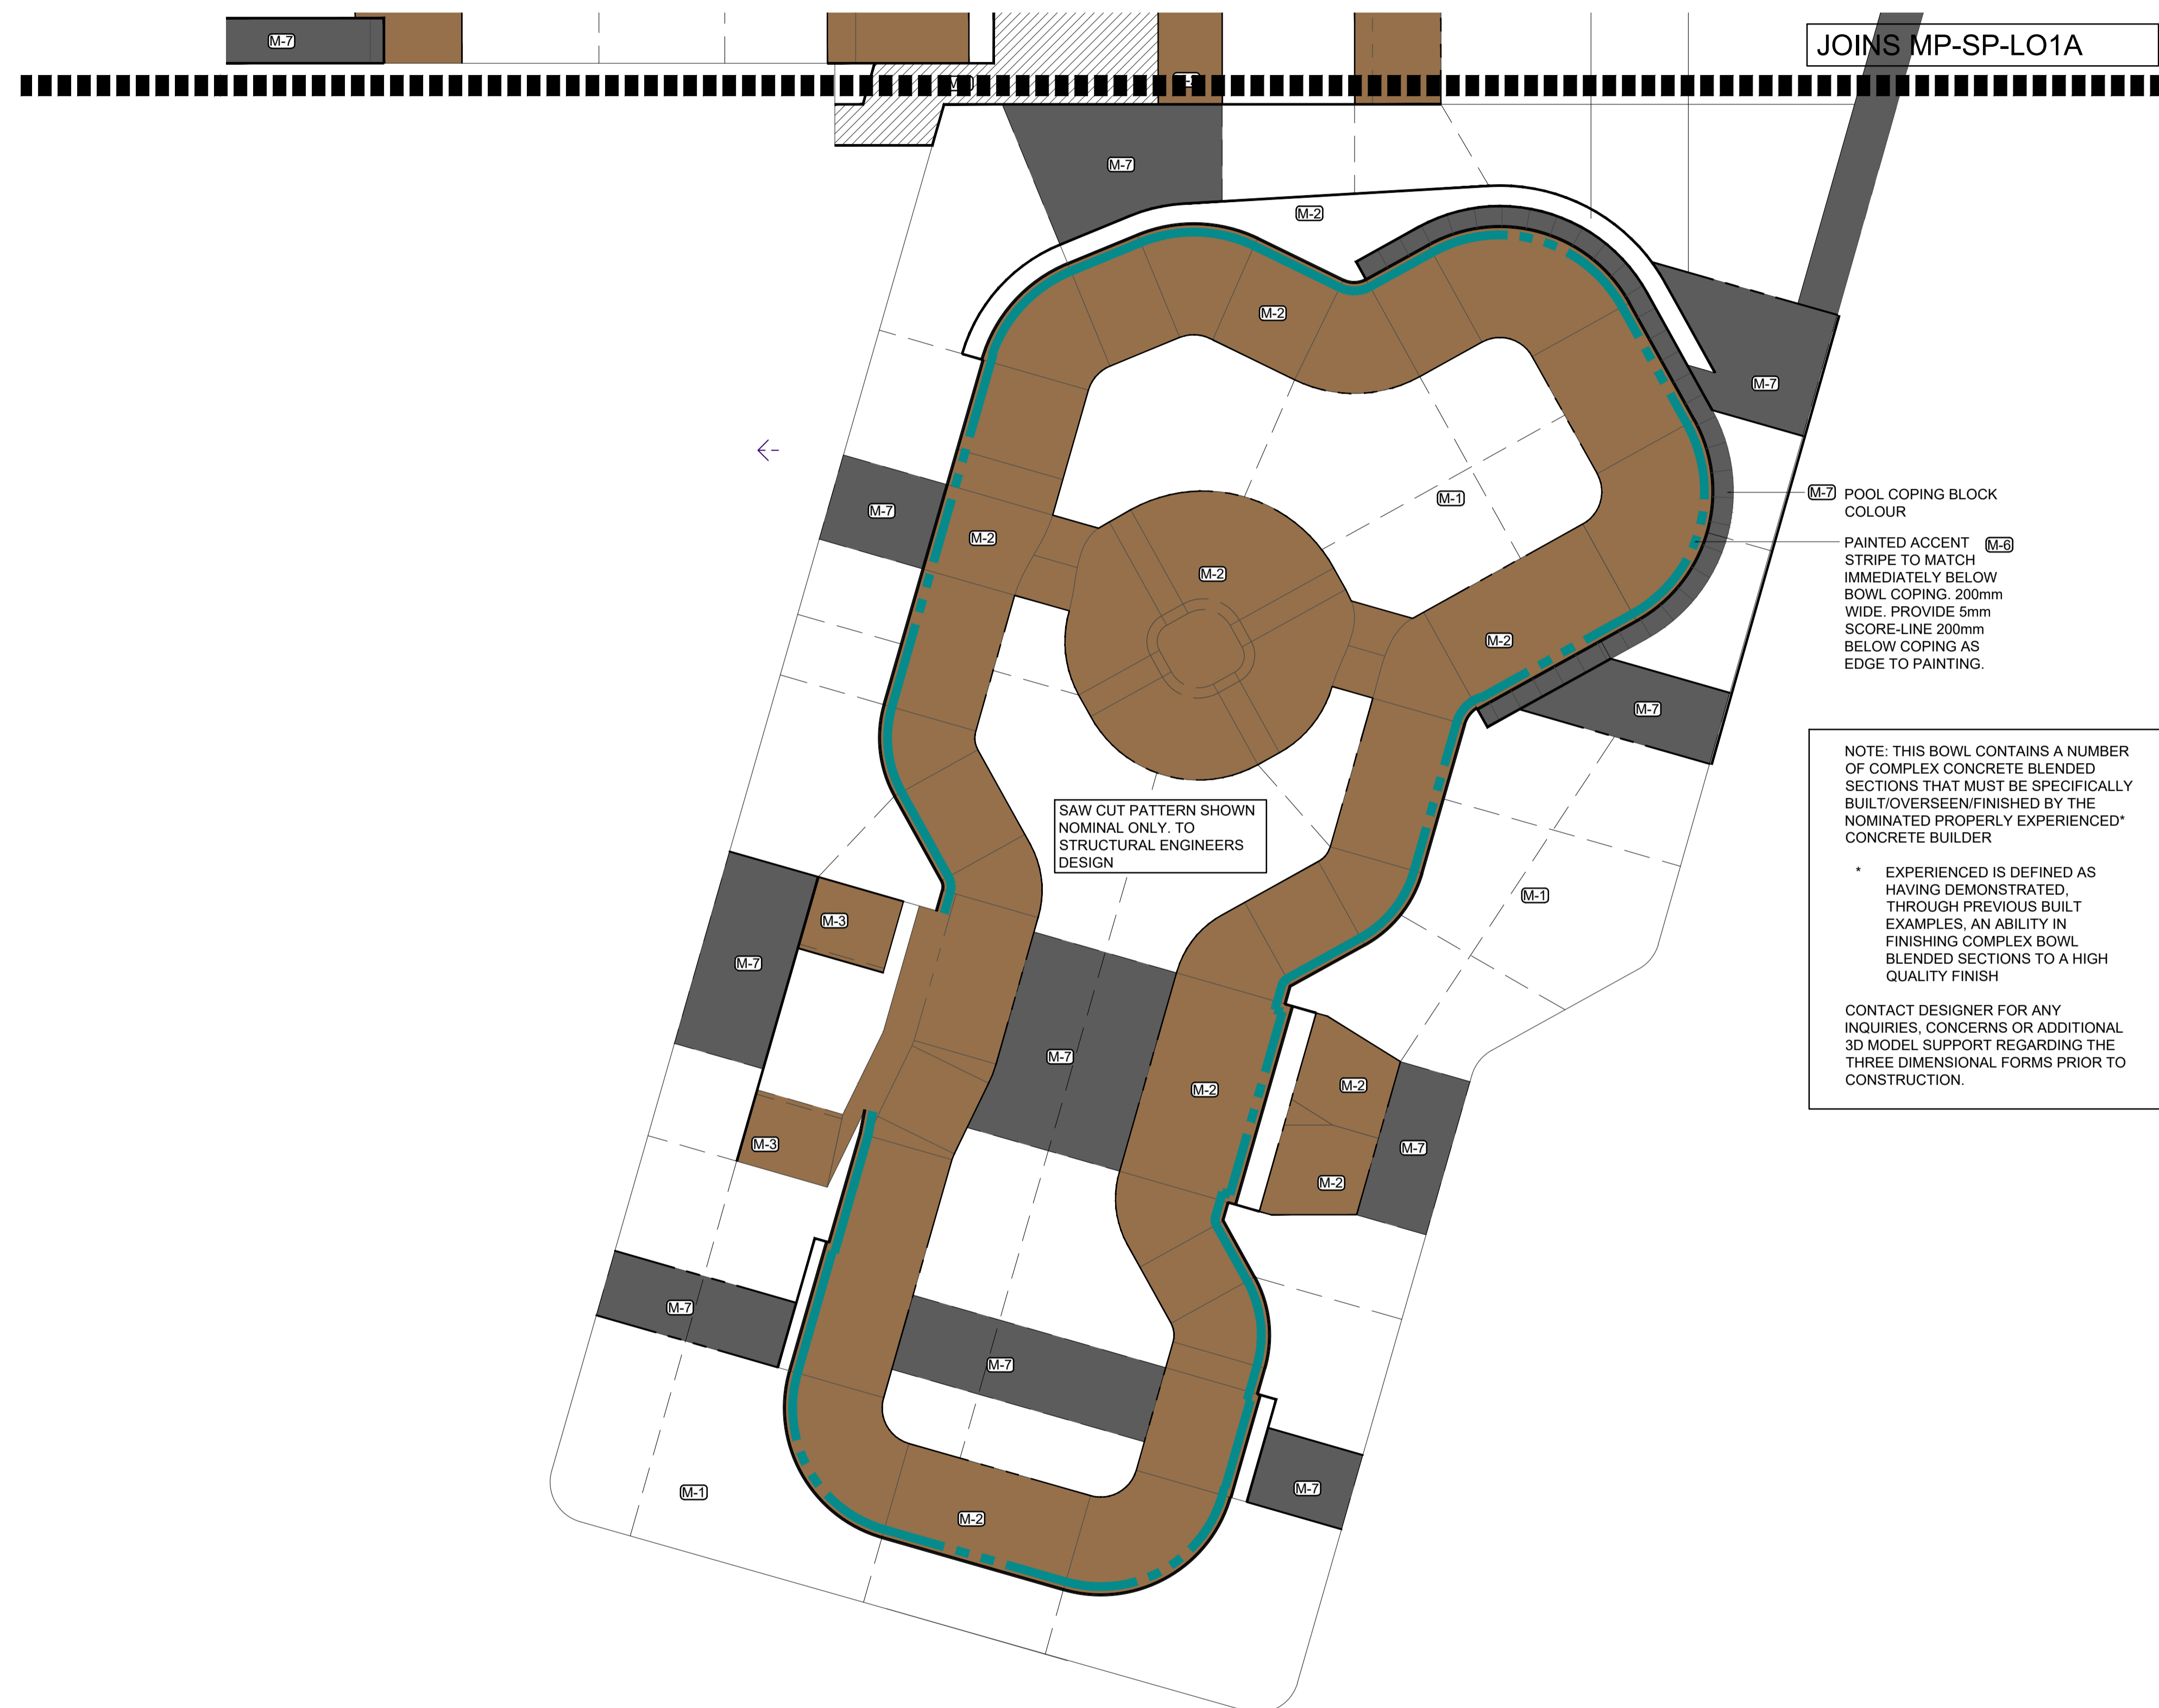 M-7
JOINS MP-SP-LO1A
M-7
M-2
M-2
M-7
M-1
M-7 POOL COPING BLOCK
COLOUR
M-7
M-2
PAINTED ACCENT M-6
STRIPE TO MATCH
IMMEDIATELY BELOW
BOWL COPING. 200mm
WIDE. PROVIDE 5mm
SCORE-LINE 200mm
BELOW COPING AS
EDGE TO PAINTING.
M-2
M-2
M-7
NOTE: THIS BOWL CONTAINS A NUMBER
OF COMPLEX CONCRETE BLENDED
SECTIONS THAT MUST BE SPECIFICALLY
BUILT/OVERSEEN/FINISHED BY THE
NOMINATED PROPERLY EXPERIENCED*
CONCRETE BUILDER
* EXPERIENCED IS DEFINED AS
HAVING DEMONSTRATED,
THROUGH PREVIOUS BUILT
EXAMPLES, AN ABILITY IN
FINISHING COMPLEX BOWL
BLENDED SECTIONS TO A HIGH
QUALITY FINISH
CONTACT DESIGNER FOR ANY
INQUIRIES, CONCERNS OR ADDITIONAL
3D MODEL SUPPORT REGARDING THE
THREE DIMENSIONAL FORMS PRIOR TO
CONSTRUCTION.
SAW CUT PATTERN SHOWN
NOMINAL ONLY. TO
STRUCTURAL ENGINEERS
DESIGN
M-1
M-3
M-7
M-7
M-2
M-2
M-3
M-7
M-2
M-7
M-7
M-7
M-1
M-2